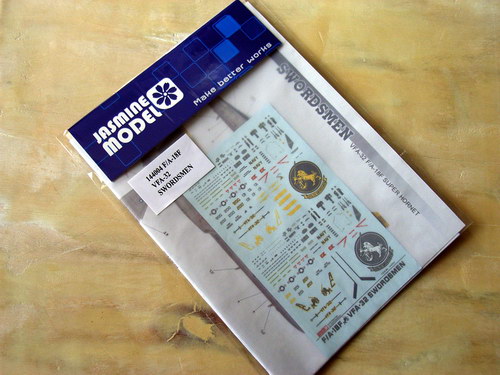 JASMINE
MODEL
Make better works
144004 F/A-18F
VFA-32
SWORDSMEN
SWORDSMEN VFA-32 F/A-18F SUPER HORNET
F/A-18F VFA-32 SWORDSMEN